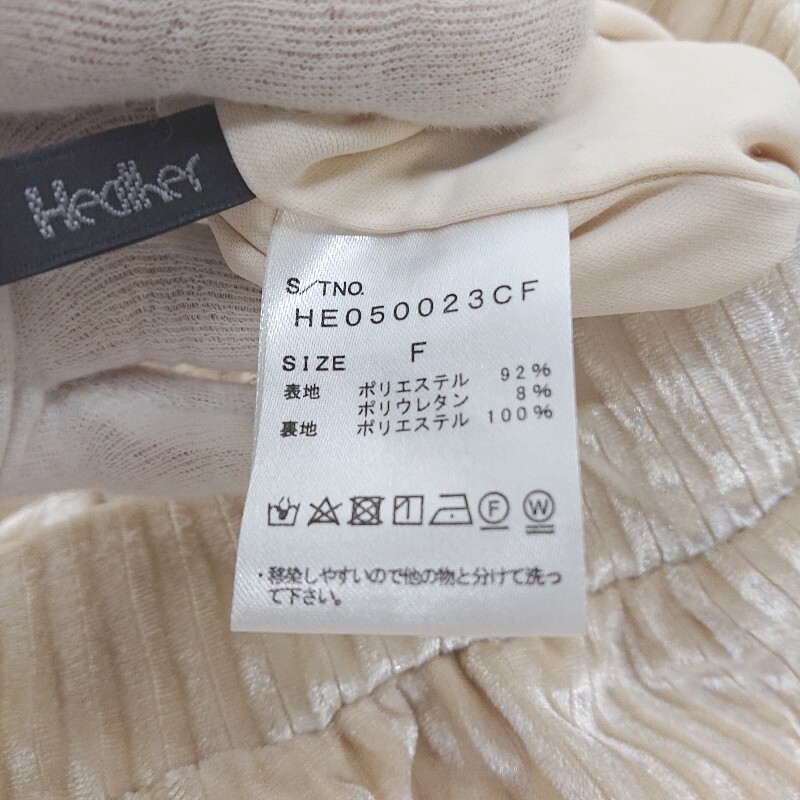 Heather
S/TNO.
HE050023CF
SIZE F
表地 ポリエステル 92%
ポリウレタン 8%
裏地 ポリエステル 100%
F W
・移染しやすいので他の物と分けて洗っ
て下さい。